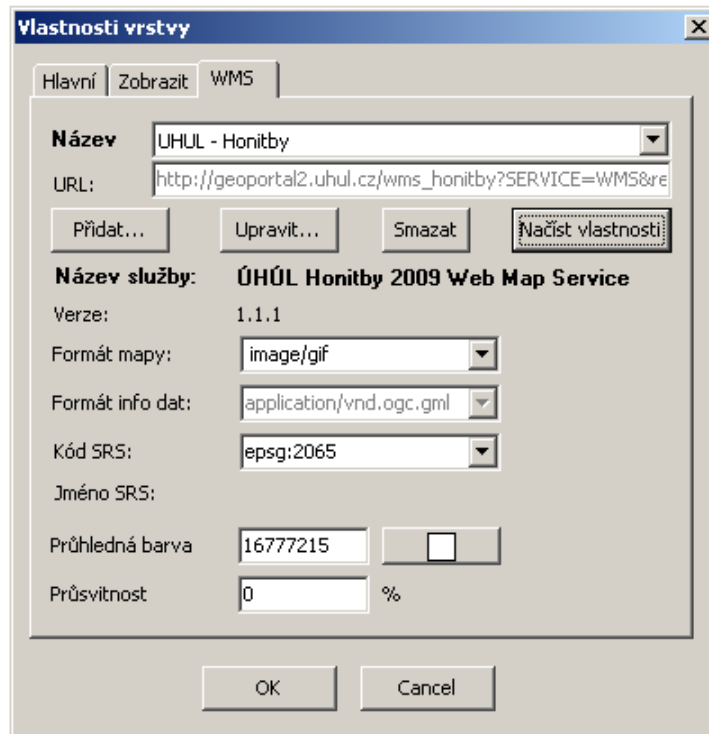 Vlastnosti vrstvy
Hlavní Zobrazit WMS
Název UHUL - Honitby
URL: http://geoportal2.uhul.cz/wms_honitby?SERVICE=WMS&re
Přidat... Upravit... Smazat Načíst vlastnosti
Název služby: ÚHÚL Honitby 2009 Web Map Service
Verze: 1.1.1
Formát mapy: image/gif
Formát info dat: application/vnd.ogc.gml
Kód SRS: epsg:2065
Jméno SRS:
Průhledná barva 16777215
Průsvitnost 0 %
OK Cancel